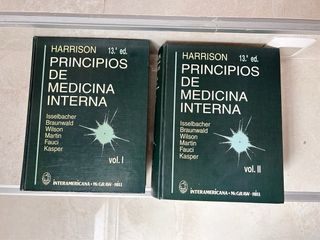 HARRISON
13.ª ed.
PRINCIPIOS
DE
MEDICINA
INTERNA
Isselbacher
Braunwald
Wilson
Martin
Fauci
Kasper
vol. I
INTERAMERICANA • McGRAW-HILL
HARRISON
13.ª ed.
PRINCIPIOS
DE
MEDICINA
INTERNA
Isselbacher
Braunwald
Wilson
Martin
Fauci
Kasper
vol. II
INTERAMERICANA • McGRAW-HILL